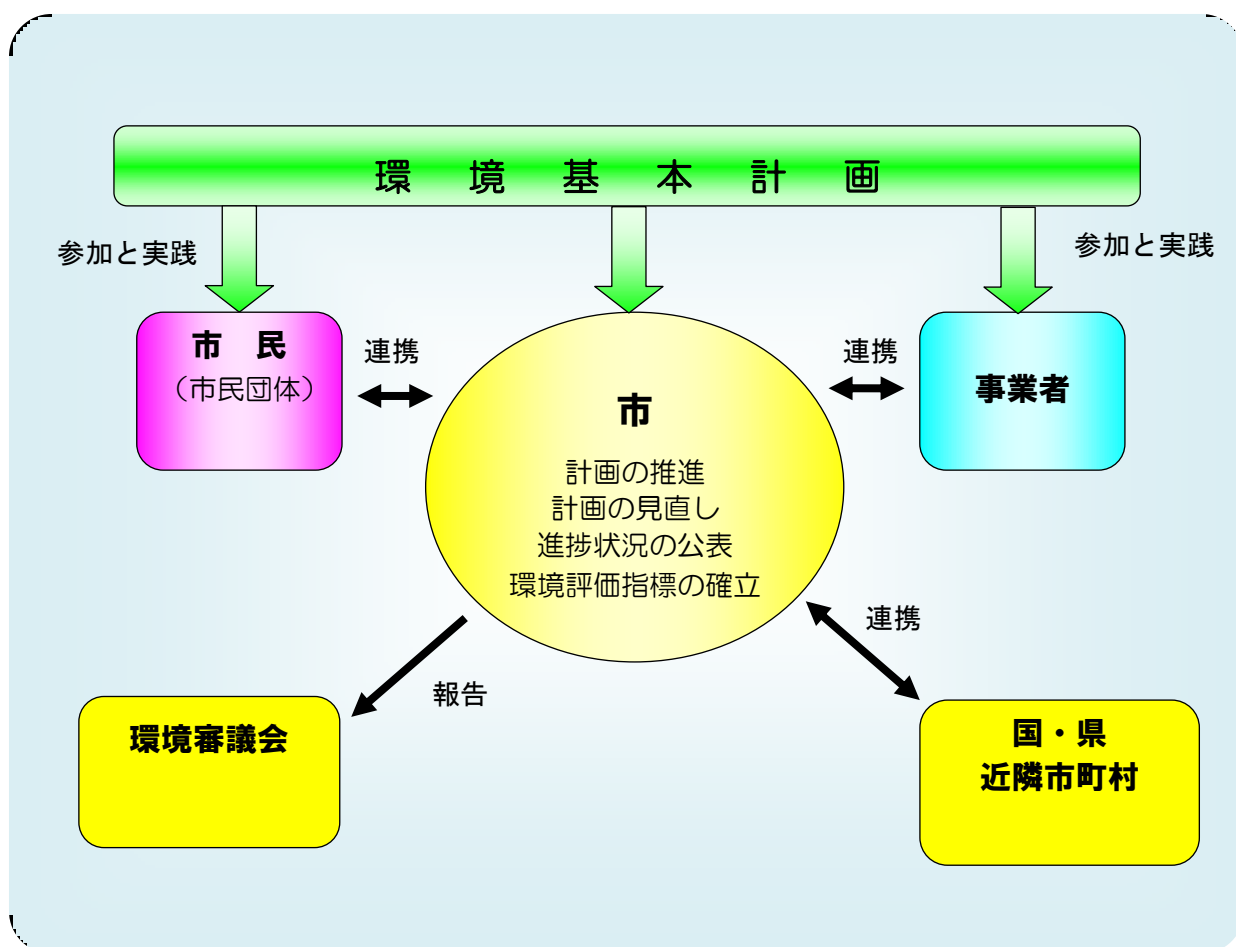 環境基本計画
参加と実践
参加と実践
市 民
（市民団体）
連携
連携
事業者
市
計画の推進
計画の見直し
進捗状況の公表
環境評価指標の確立
連携
報告
環境審議会
国・県
近隣市町村